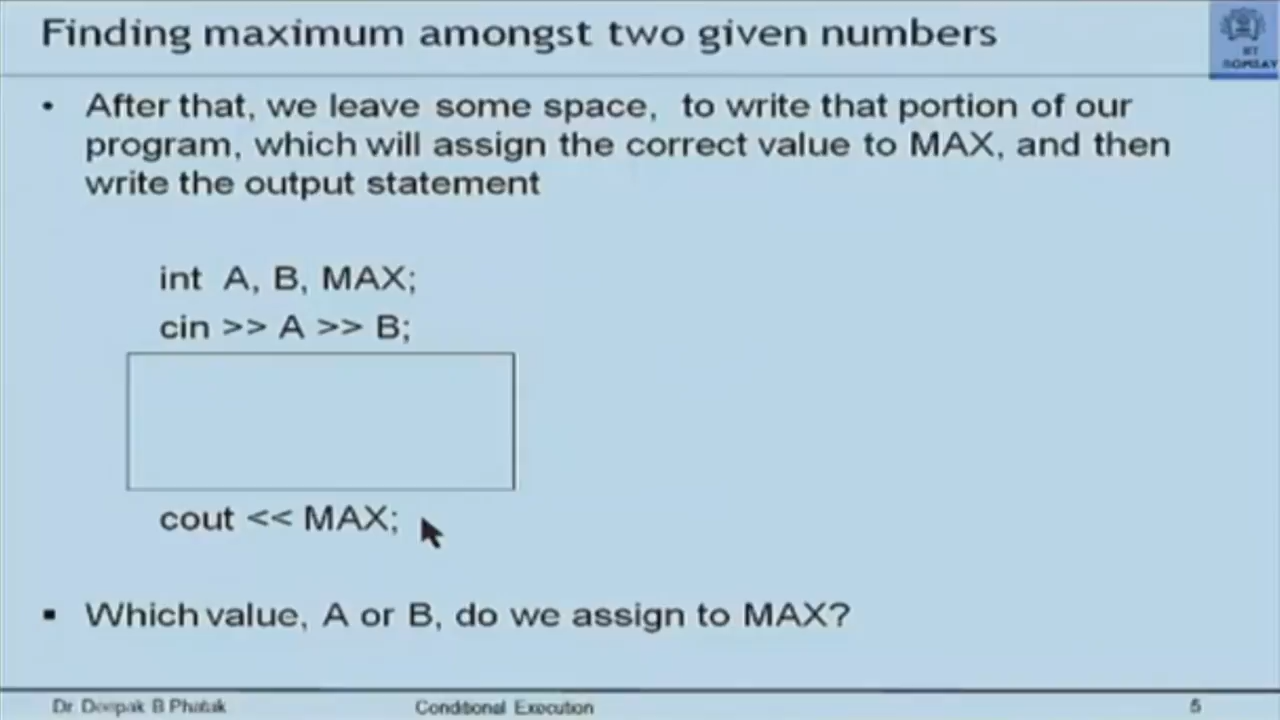 Finding maximum amongst two given numbers
IIT
BOMBAY
• After that, we leave some space, to write that portion of our
program, which will assign the correct value to MAX, and then
write the output statement
int A, B, MAX;
cin >> A >> B;
cout << MAX;
▪ Which value, A or B, do we assign to MAX?
Dr. Deepak B Phatak Conditional Execution 5